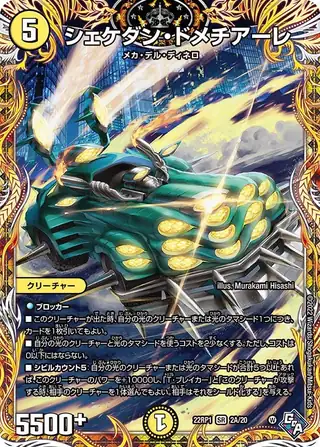 5
シェケダン・ドメチアーレ
メカ・デル・ディネロ
illus. Murakami Hisashi
クリーチャー
ブロッカー
■このクリーチャーが出た時、自分の光のクリーチャーまたは光のタマシード1つにつき、
カードを1枚引いてもよい。
■自分の光のクリーチャーと光のタマシードを使うコストを2少なくする。ただし、コスト
は0以下にはならない。
■シビルカウント5：自分の光のクリーチャーまたは光のタマシードが合計5つ以上あ
れば、このクリーチャーのパワーを+10000し、「T・ブレイカー」と「このクリーチャーが攻
撃する時、相手のクリーチャーを1体選んでもよい。相手はそれをシールド化する」を与える。
5500+
1
22RP1 SR 2A/20